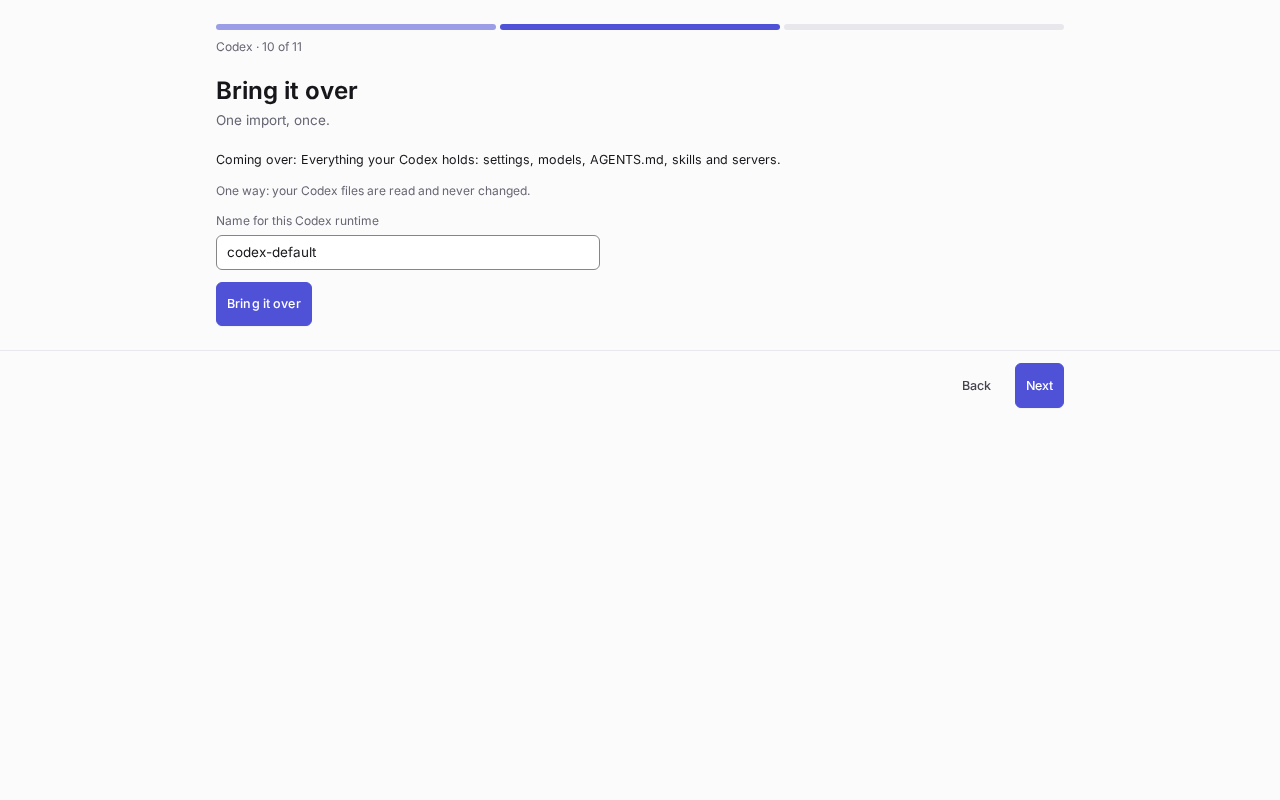 Codex · 10 of 11
Bring it over
One import, once.
Coming over: Everything your Codex holds: settings, models, AGENTS.md, skills and servers.
One way: your Codex files are read and never changed.
Name for this Codex runtime
codex-default
Bring it over
Back
Next